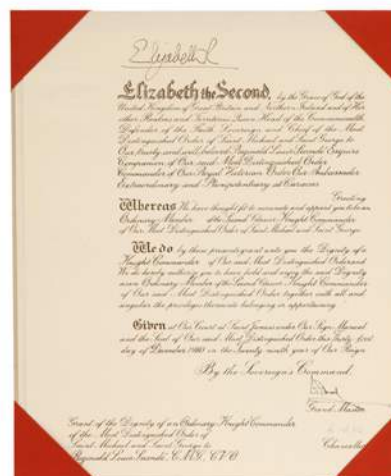 Elizabeth R
Elizabeth the Second, by the Grace of God of the
United Kingdom of Great Britain and Northern Ireland and of Her
other Realms and Territories Queen Head of the Commonwealth
Defender of the Faith Sovereign and Chief of the Most
Distinguished Order of Saint Michael and Saint George to
Our trusty and well beloved Reginald Louis Secondé Esquire
Companion of Our said Most Distinguished Order
Commander of Our Royal Victorian Order Our Ambassador
Extraordinary and Plenipotentiary at Caracas
Greeting
Whereas We have thought fit to nominate and appoint you to be an
Ordinary Member of the Second Class or Knight Commander
of Our Most Distinguished Order of Saint Michael and Saint George
We do by these presents grant unto you the Dignity of a
Knight Commander of Our said Most Distinguished Order and
We do hereby authorize you to have hold and enjoy the said Dignity
as an Ordinary Member of the Second Class or Knight Commander
of Our said Most Distinguished Order together with all and
singular the privileges thereunto belonging or appertaining
Given at Our Court at Saint James's under Our Sign Manual
and the Seal of Our said Most Distinguished Order this Thirty first
day of December 1980 in the Twenty ninth year of Our Reign
By the Sovereign's Command,
Grand Master
Grant of the Dignity of an Ordinary Knight Commander
of the Most Distinguished Order of
Saint Michael and Saint George to
Reginald Louis Secondé, C.M.G., C.V.O.
Chancellor